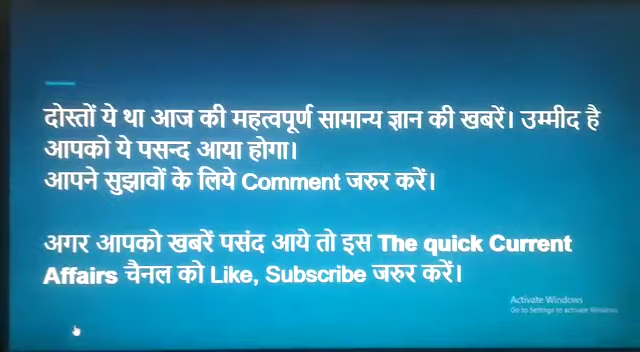 दोस्तों ये था आज की महत्वपूर्ण सामान्य ज्ञान की खबरें। उम्मीद है
आपको ये पसन्द आया होगा।
आपने सुझावों के लिये Comment जरुर करें।
अगर आपको खबरें पसंद आये तो इस The quick Current
Affairs चैनल को Like, Subscribe जरुर करें।
Activate Windows
Go to Settings to activate Windows.